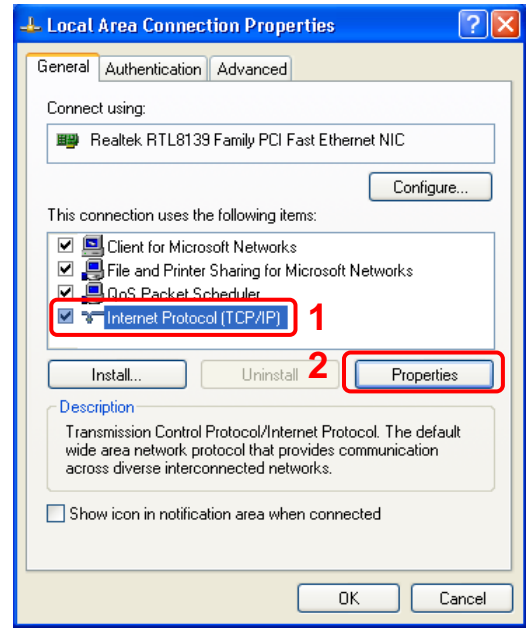 Local Area Connection Properties
General Authentication Advanced
Connect using:
Realtek RTL8139 Family PCI Fast Ethernet NIC
Configure...
This connection uses the following items:
Client for Microsoft Networks
File and Printer Sharing for Microsoft Networks
QoS Packet Scheduler
Internet Protocol (TCP/IP) 1
Install... Uninstall 2 Properties
Description
Transmission Control Protocol/Internet Protocol. The default
wide area network protocol that provides communication
across diverse interconnected networks.
Show icon in notification area when connected
OK Cancel